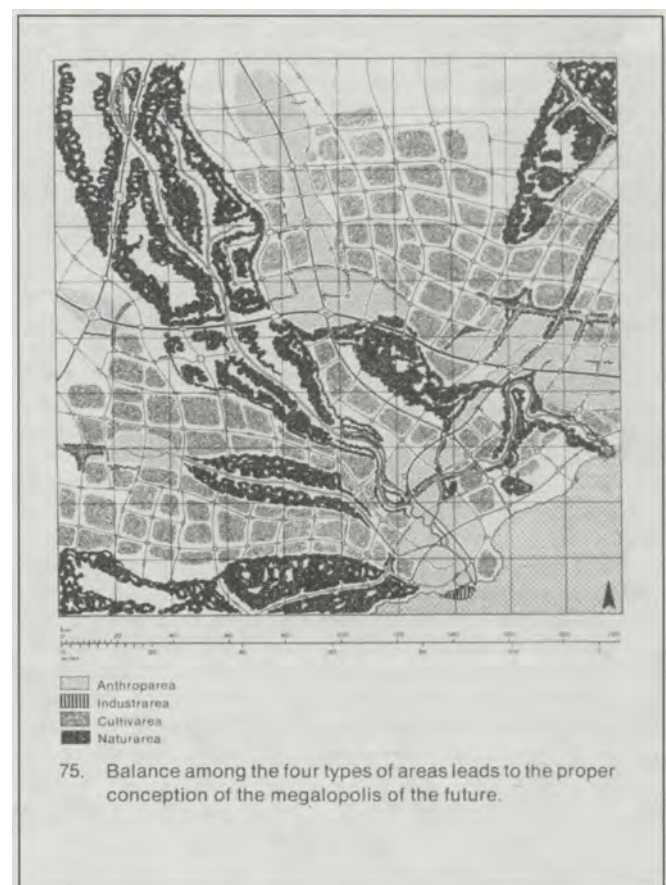 Anthroparea
Industrarea
Cultivarea
Naturarea
75. Balance among the four types of areas leads to the proper
conception of the megalopolis of the future.